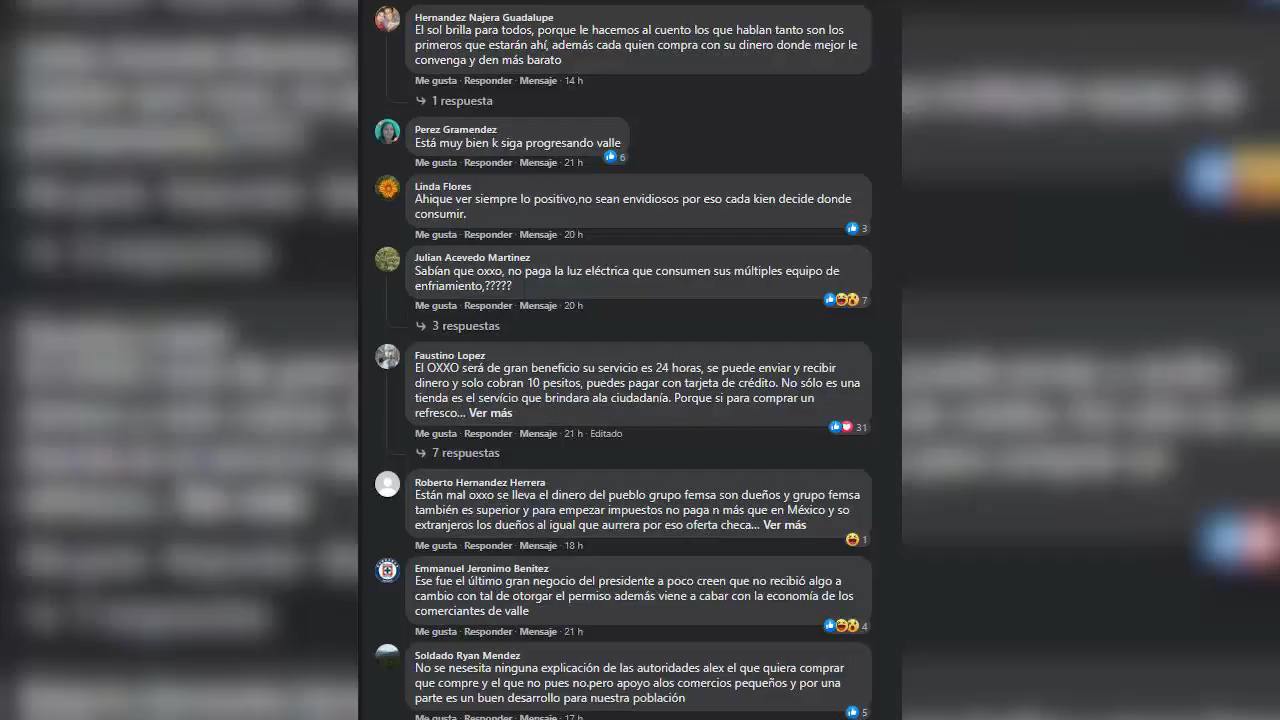 Hernandez Najera Guadalupe
El sol brilla para todos, porque le hacemos al cuento los que hablan tanto son los
primeros que estarán ahí, además cada quien compra con su dinero donde mejor le
convenga y den más barato
Me gusta · Responder · Mensaje · 14 h
1 respuesta
Perez Gramendez
Está muy bien k siga progresando valle
6
Me gusta · Responder · Mensaje · 21 h
Linda Flores
Ahique ver siempre lo positivo,no sean envidiosos por eso cada kien decide donde
consumir.
3
Me gusta · Responder · Mensaje · 20 h
Julian Acevedo Martinez
Sabían que oxxo, no paga la luz eléctrica que consumen sus múltiples equipo de
enfriamiento,?????
7
Me gusta · Responder · Mensaje · 20 h
3 respuestas
Faustino Lopez
El OXXO será de gran beneficio su servicio es 24 horas, se puede enviar y recibir
dinero y solo cobran 10 pesitos, puedes pagar con tarjeta de crédito. No sólo es una
tienda es el servício que brindara ala ciudadanía. Porque si para comprar un
refresco... Ver más
31
Me gusta · Responder · Mensaje · 21 h · Editado
7 respuestas
Roberto Hernandez Herrera
Están mal oxxo se lleva el dinero del pueblo grupo femsa son dueños y grupo femsa
también es superior y para empezar impuestos no paga n más que en México y so
extranjeros los dueños al igual que aurrera por eso oferta checa... Ver más
1
Me gusta · Responder · Mensaje · 18 h
Emmanuel Jeronimo Benitez
Ese fue el último gran negocio del presidente a poco creen que no recibió algo a
cambio con tal de otorgar el permiso además viene a cabar con la economía de los
comerciantes de valle
4
Me gusta · Responder · Mensaje · 21 h
Soldado Ryan Mendez
No se nesesita ninguna explicación de las autoridades alex el que quiera comprar
que compre y el que no pues no.pero apoyo alos comercios pequeños y por una
parte es un buen desarrollo para nuestra población
5
Me gusta · Responder · Mensaje · 17 h